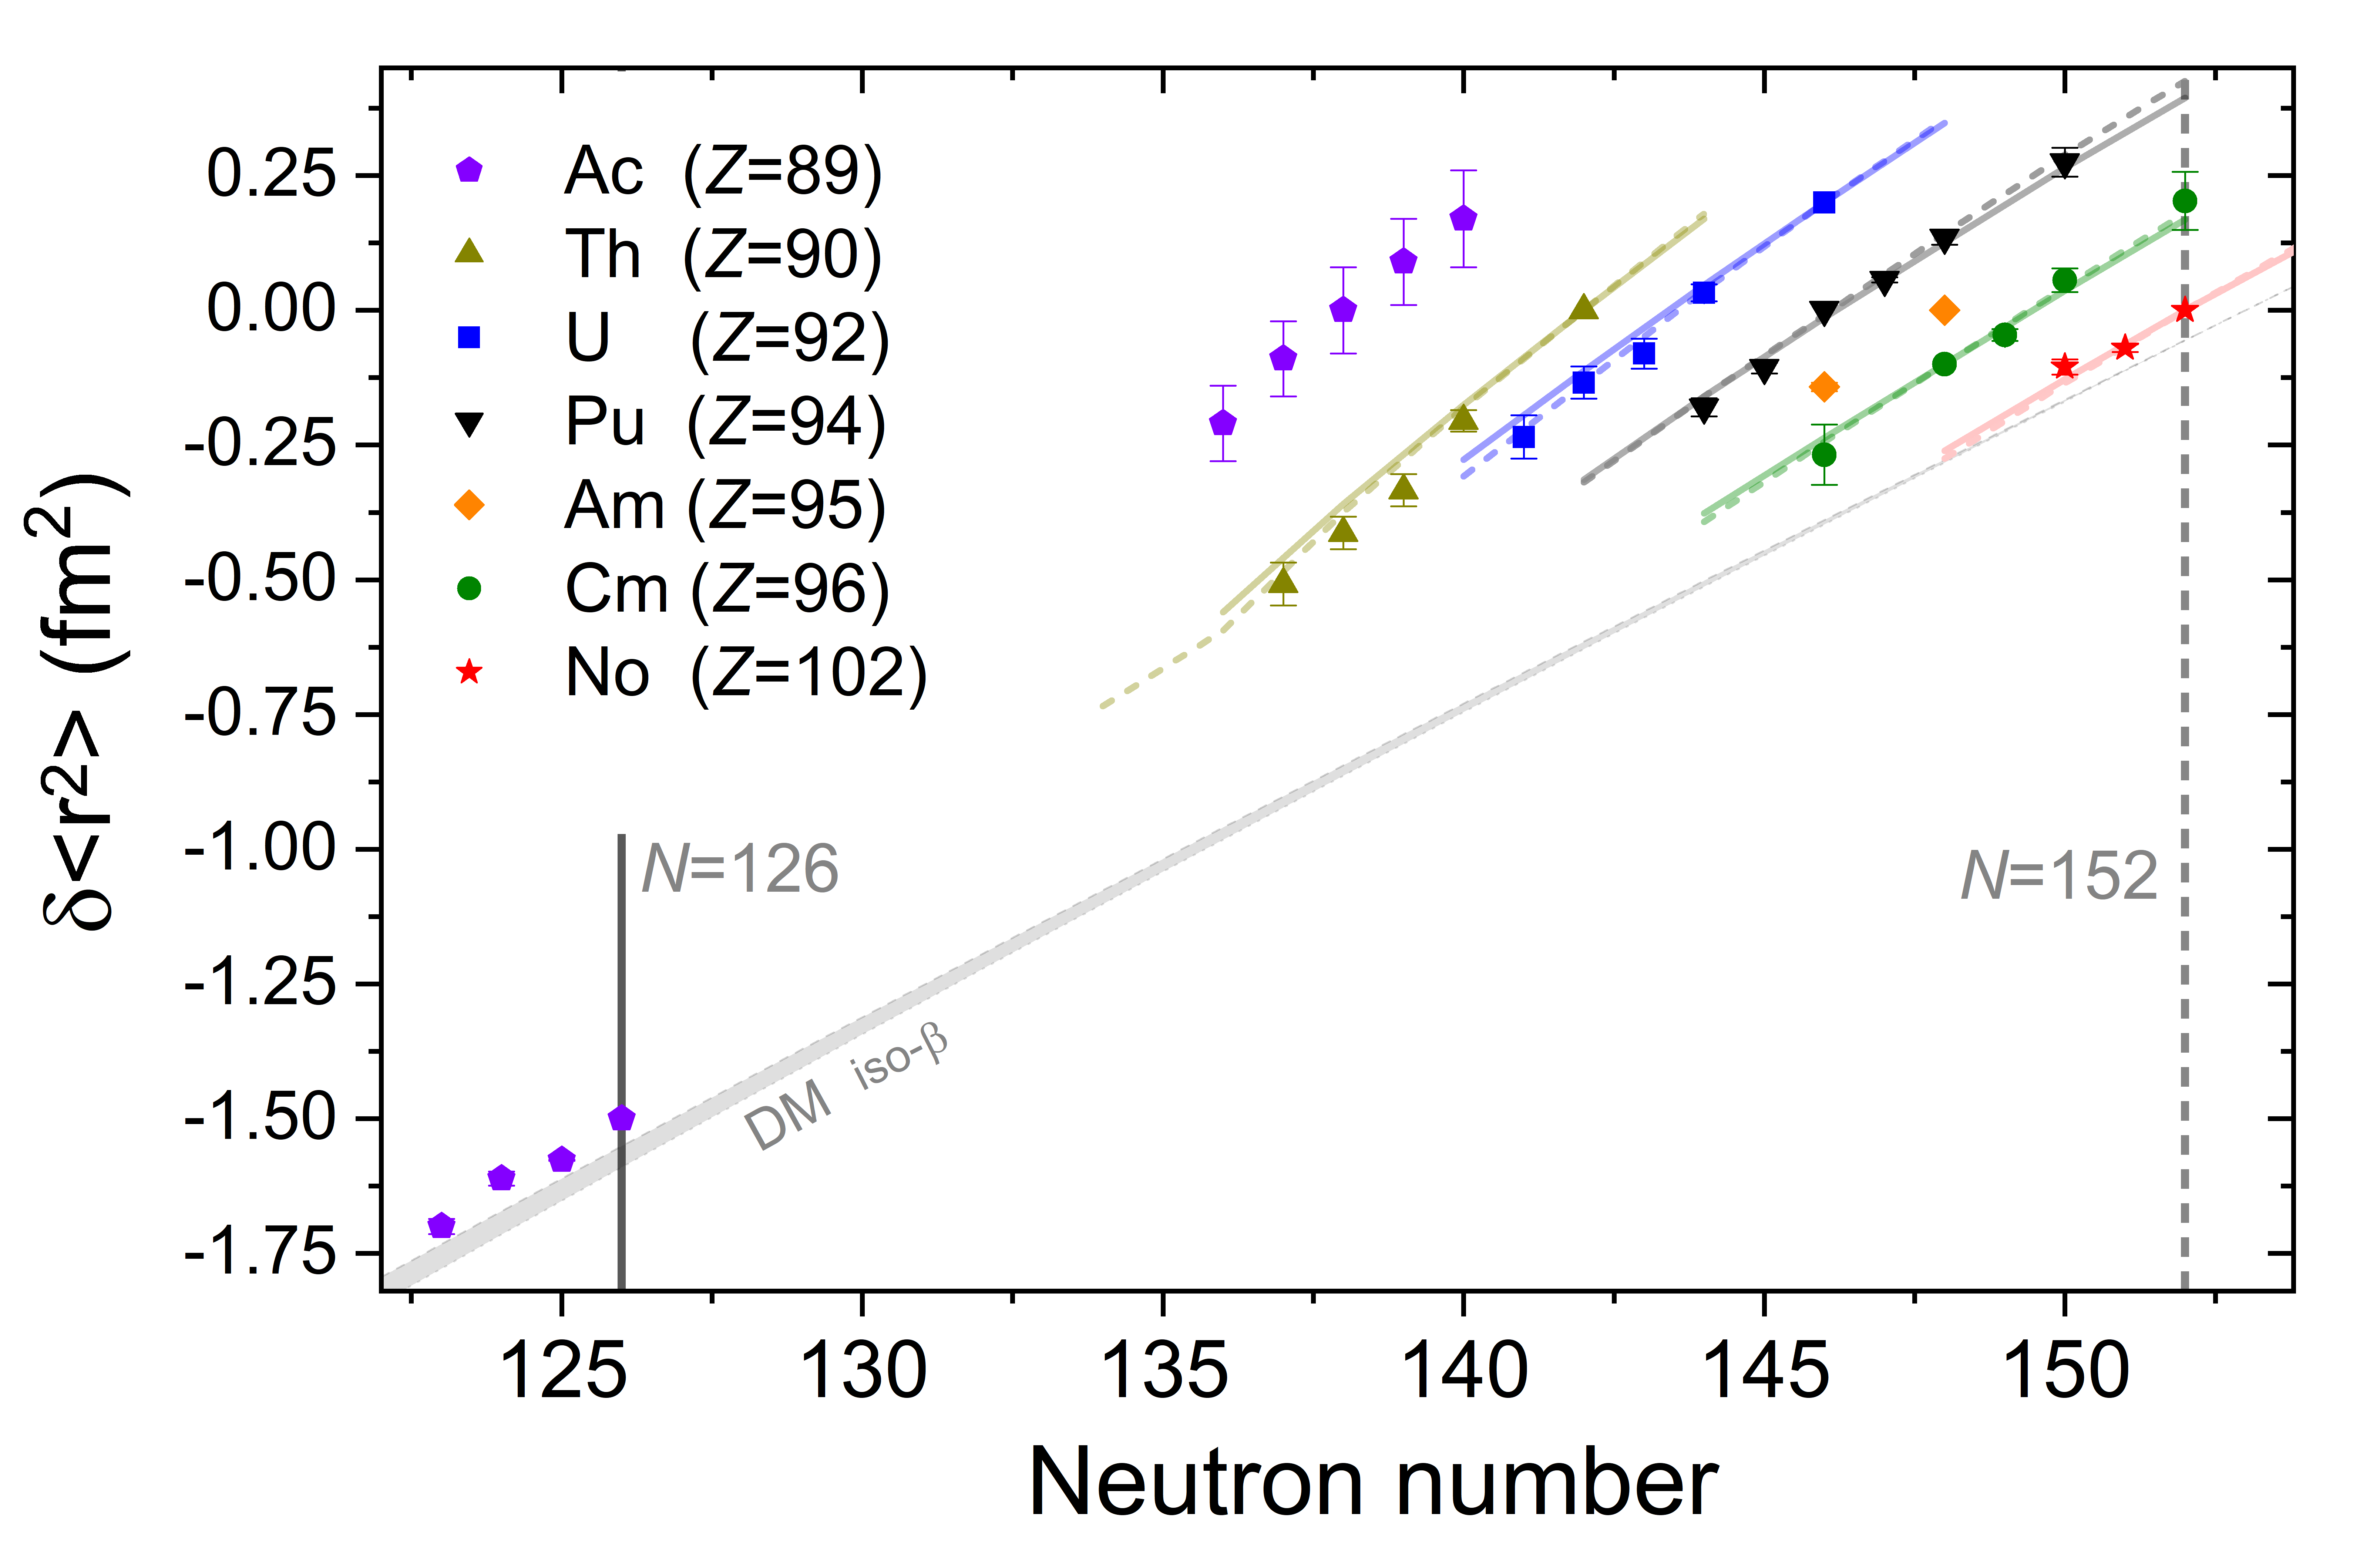 0.25
0.00
-0.25
-0.50
-0.75
-1.00
-1.25
-1.50
-1.75
δ<r²> (fm²)
Ac (Z=89)
Th (Z=90)
U (Z=92)
Pu (Z=94)
Am (Z=95)
Cm (Z=96)
No (Z=102)
N=126
N=152
DM iso-β
125 130 135 140 145 150
Neutron number